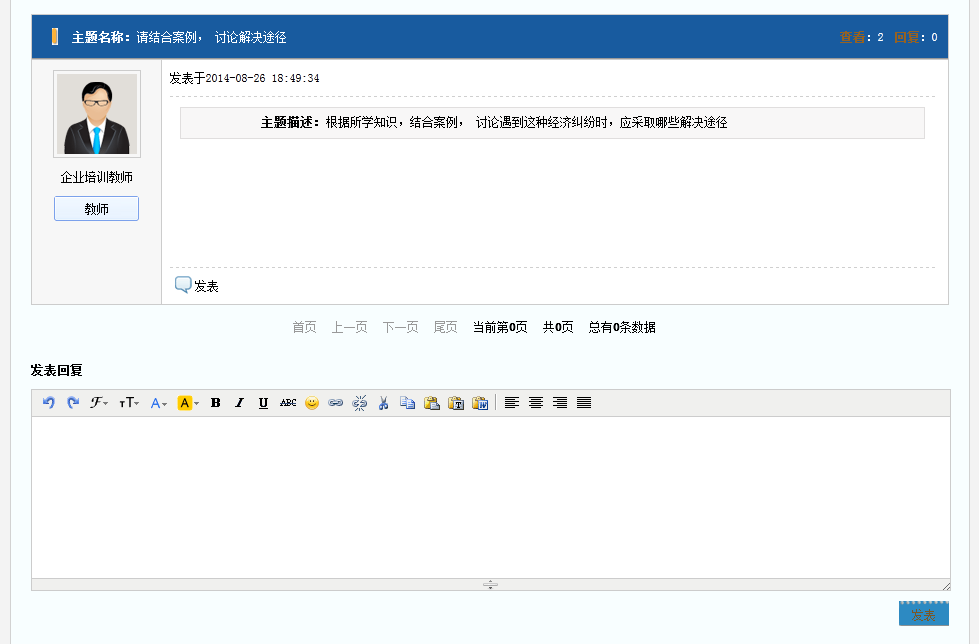 主题名称：请结合案例， 讨论解决途径 查看：2 回复：0
发表于2014-08-26 18:49:34
主题描述：根据所学知识，结合案例， 讨论遇到这种经济纠纷时，应采取哪些解决途径
企业培训教师
教师
发表
首页 上一页 下一页 尾页 当前第0页 共0页 总有0条数据
发表回复
F TT A A B I U ABC
发表